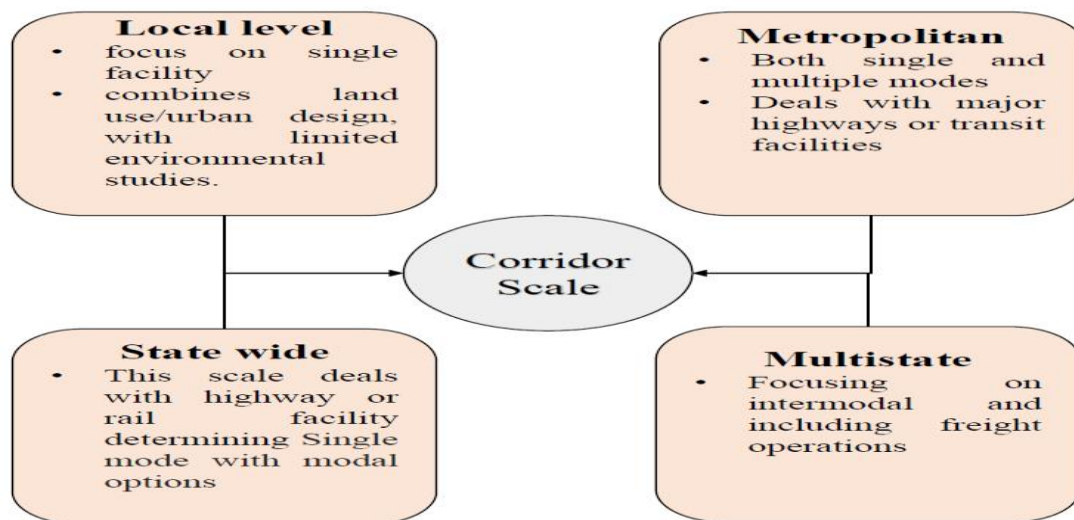 Local level
• focus on single
facility
• combines land
use/urban design,
with limited
environmental
studies.
Metropolitan
• Both single and
multiple modes
• Deals with major
highways or transit
facilities
Corridor
Scale
State wide
• This scale deals
with highway or
rail facility
determining Single
mode with modal
options
Multistate
• Focusing on
intermodal and
including freight
operations